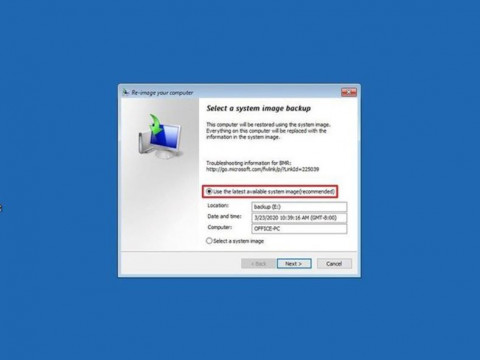 Re-image your computer
Select a system image backup
This computer will be restored using the system image.
Everything on this computer will be replaced with the
information in the system image.
Troubleshooting information for BMR:
http://go.microsoft.com/fwlink/p/?LinkId=225039
Use the latest available system image(recommended)
Location: backup (E:)
Date and time: 3/23/2020 10:39:16 AM (GMT-8:00)
Computer: OFFICE-PC
Select a system image
< Back Next > Cancel